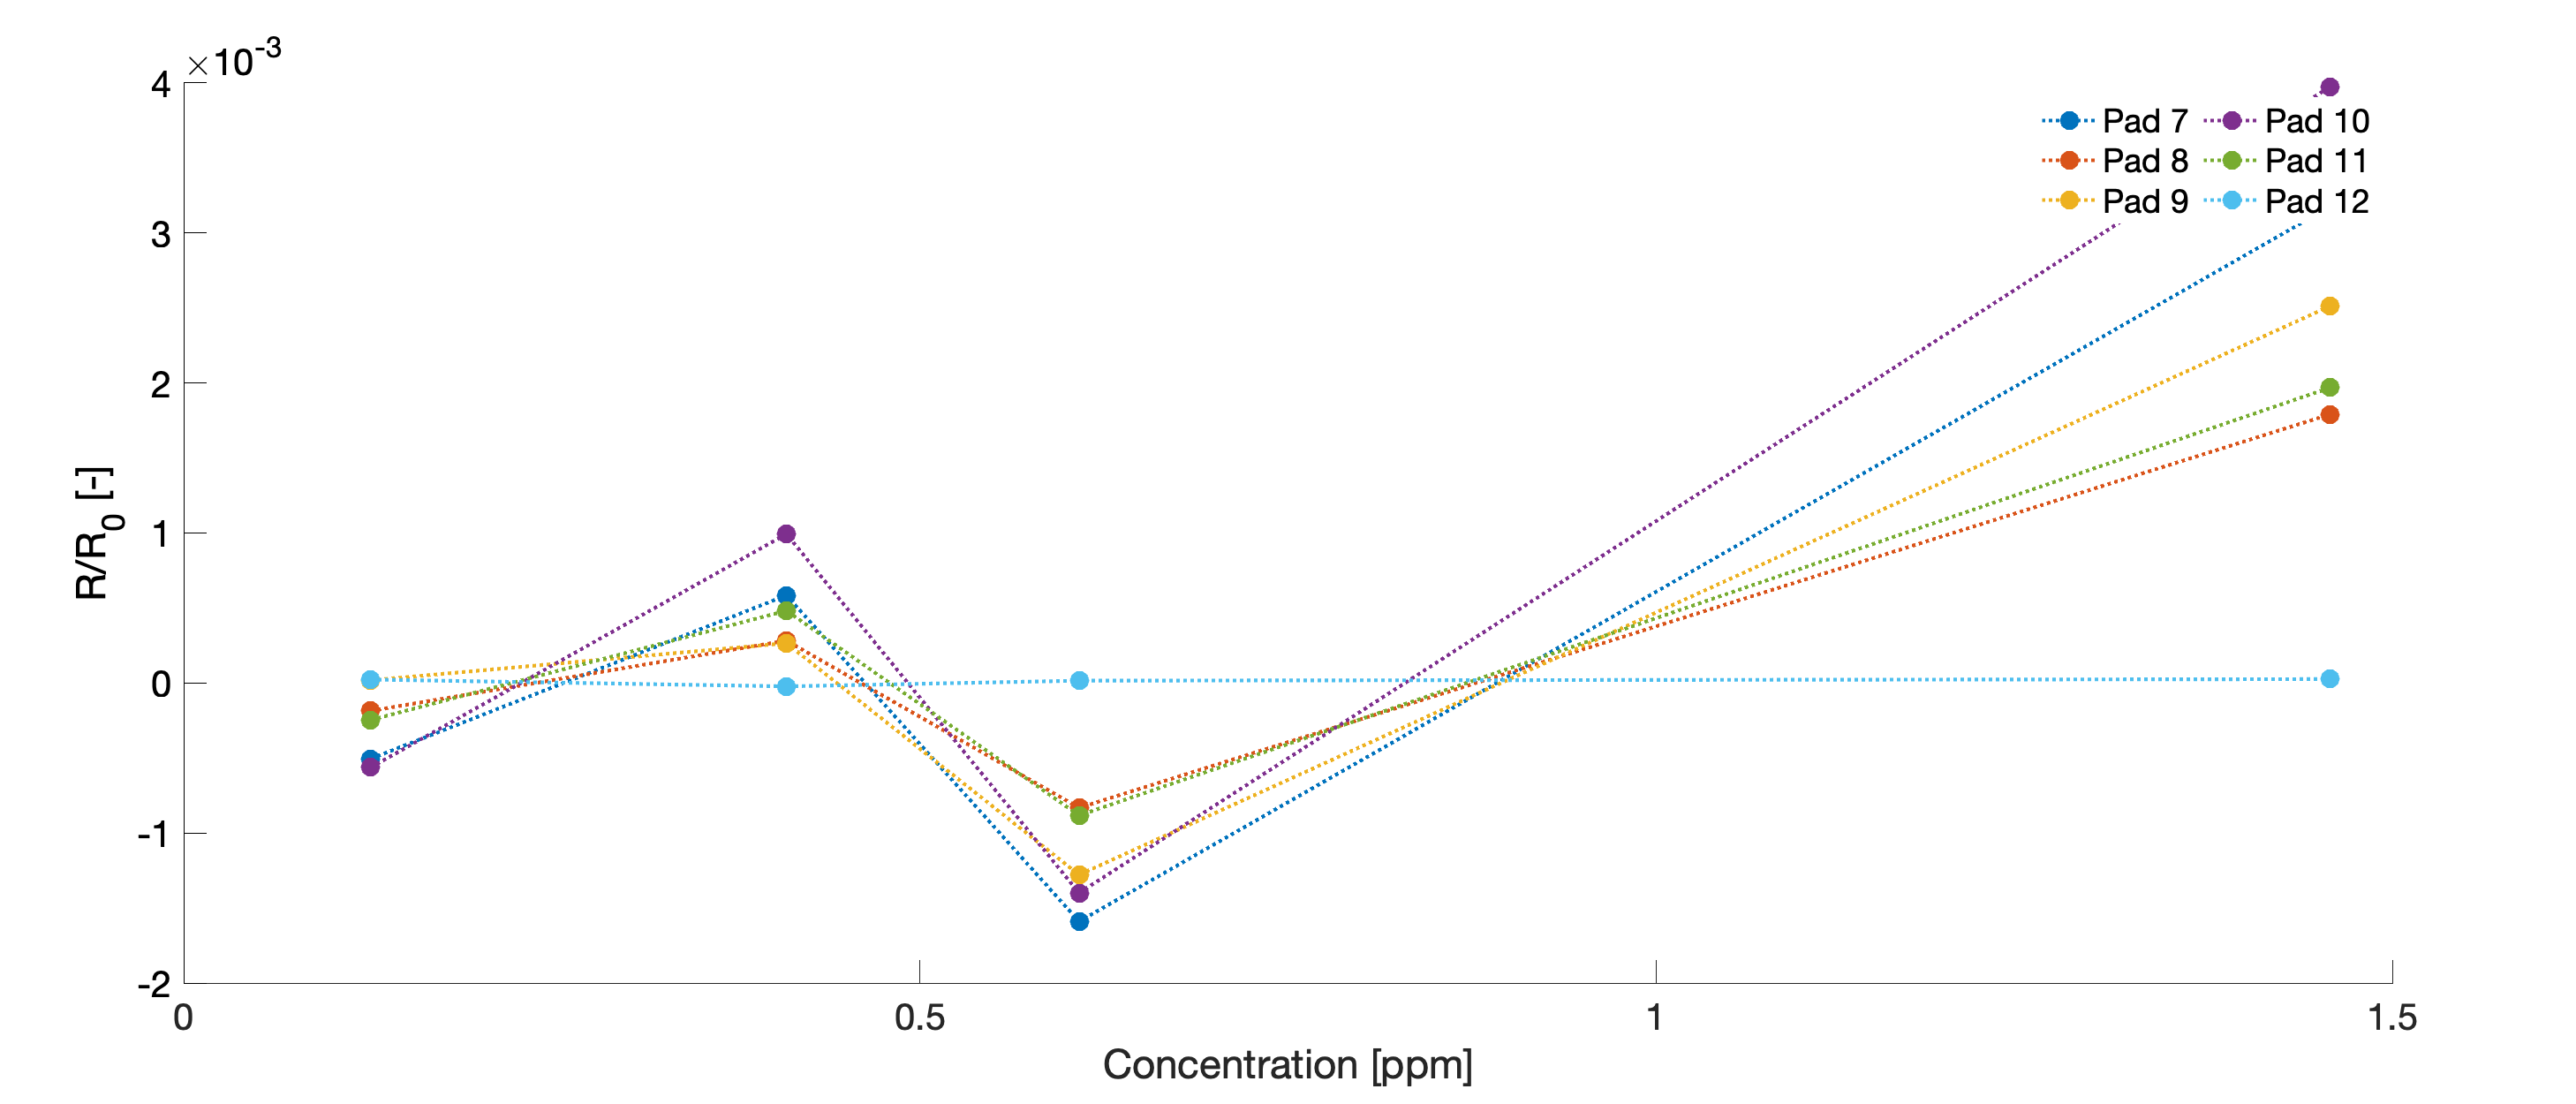 ×10-3
4
3
2
1
0
-1
-2
R/R0 [-]
Pad 7 Pad 10
Pad 8 Pad 11
Pad 9 Pad 12
0 0.5 1 1.5
Concentration [ppm]